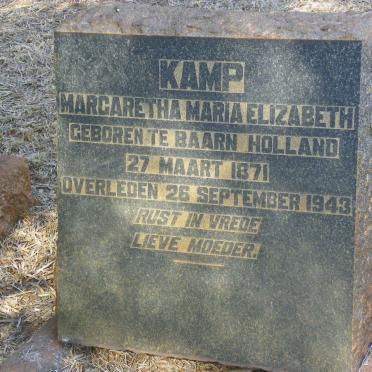 KAMP
MARGARETHA MARIA ELIZABETH
GEBOREN TE BAARN HOLLAND
27 MAART 1871
OVERLEDEN 26 SEPTEMBER 1943
RUST IN VREDE
LIEVE MOEDER.